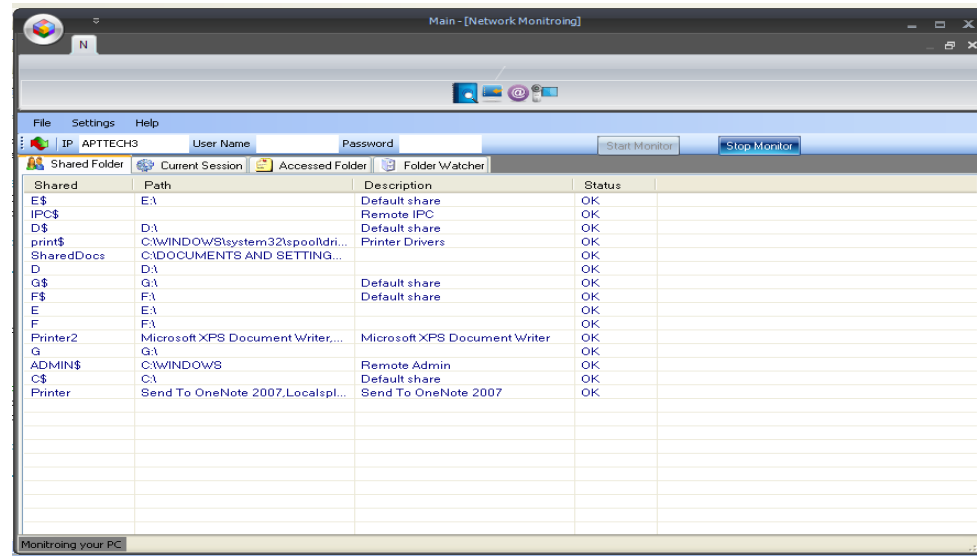 Main - [Network Monitroing]
N
File Settings Help
IP APTTECH3 User Name Password Start Monitor Stop Monitor
Shared Folder Current Session Accessed Folder Folder Watcher
Shared Path Description Status
E$ E:\ Default share OK
IPC$ Remote IPC OK
D$ D:\ Default share OK
print$ C:\WINDOWS\system32\spool\dri... Printer Drivers OK
SharedDocs C:\DOCUMENTS AND SETTING... OK
D D:\ OK
G$ G:\ Default share OK
F$ F:\ Default share OK
E E:\ OK
F F:\ OK
Printer2 Microsoft XPS Document Writer,... Microsoft XPS Document Writer OK
G G:\ OK
ADMIN$ C:\WINDOWS Remote Admin OK
C$ C:\ Default share OK
Printer Send To OneNote 2007,Localspl... Send To OneNote 2007 OK
Monitroing your PC